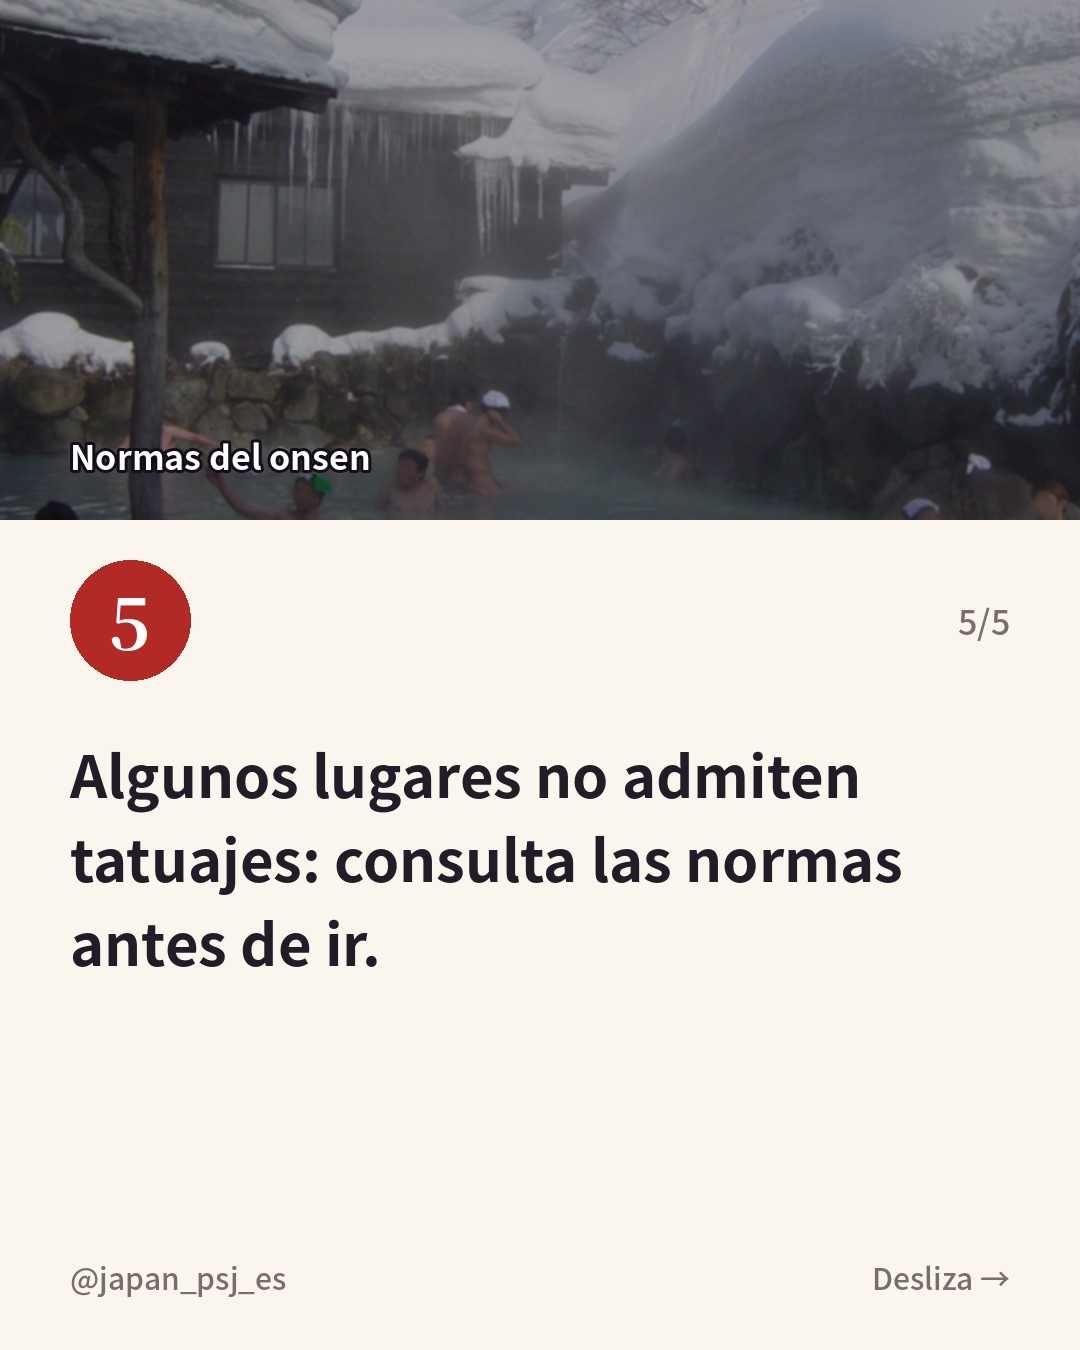 Normas del onsen
5
5/5
Algunos lugares no admiten
tatuajes: consulta las normas
antes de ir.
@japan_psj_es
Desliza →